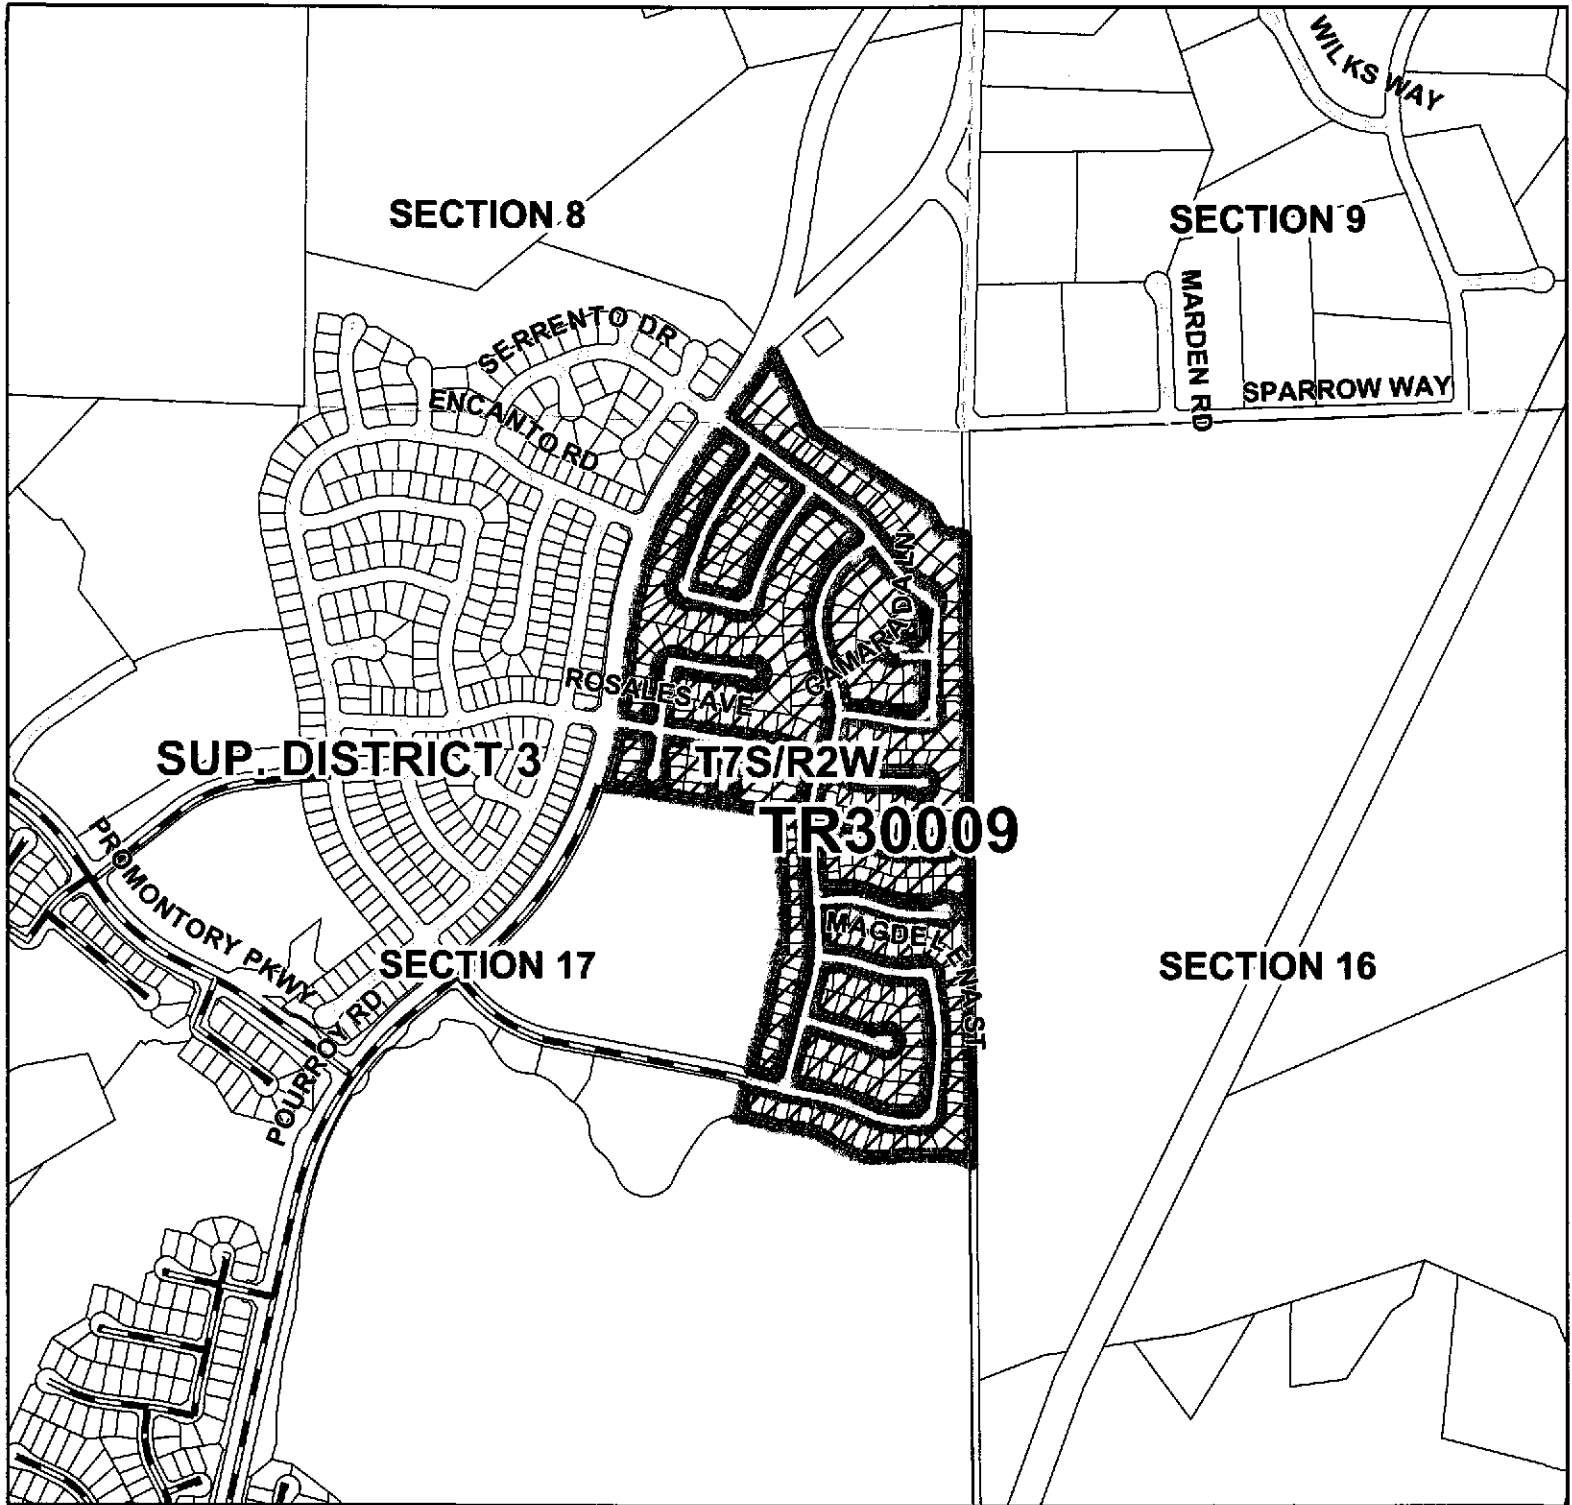 WILKS WAY
SECTION 8
SECTION 9
MARDEN RD
SERRENTO DR
SPARROW WAY
ENCANTO RD
CAMARADA LN
ROSALES AVE
SUP. DISTRICT 3
T7S/R2W
TR30009
PROMONTORY PKWY
MAGDELENA ST
SECTION 17
SECTION 16
POURROY RD